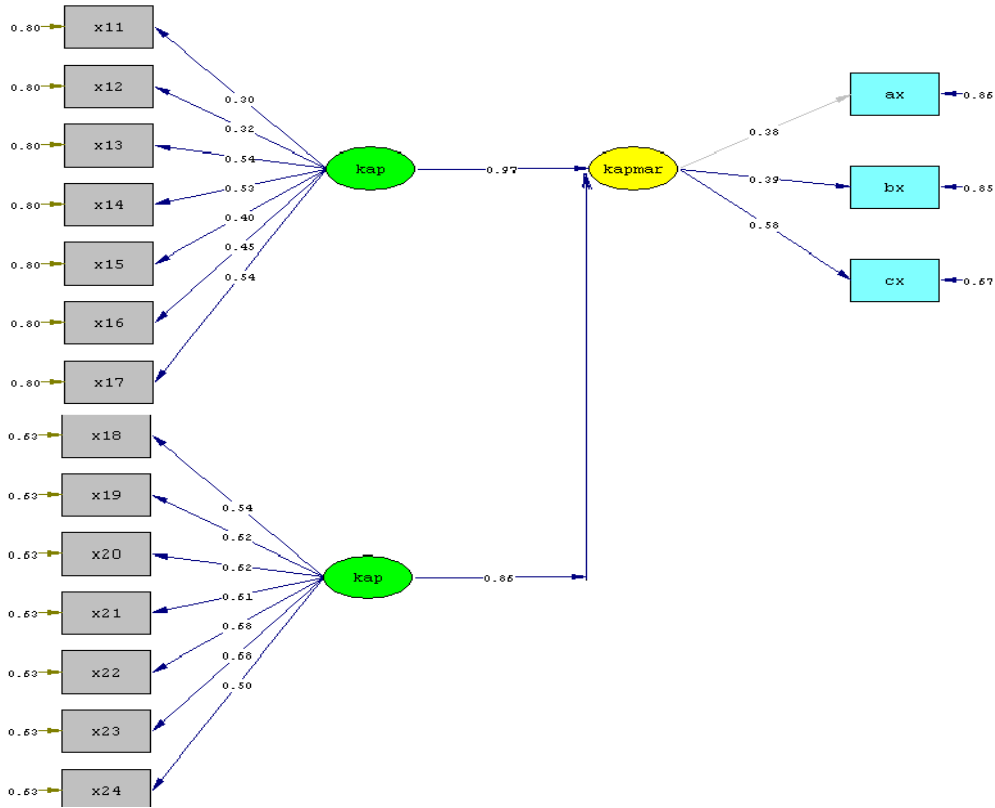 0.80 x11
0.80 x12
0.80 x13
0.80 x14
0.80 x15
0.80 x16
0.80 x17
0.30
0.32
0.54
0.53
0.40
0.45
0.54
kap
0.97
kapmar
0.38
0.39
0.58
ax 0.86
bx 0.85
cx 0.67
0.63 x18
0.63 x19
0.63 x20
0.63 x21
0.63 x22
0.63 x23
0.63 x24
0.54
0.62
0.62
0.61
0.68
0.68
0.50
kap
0.86